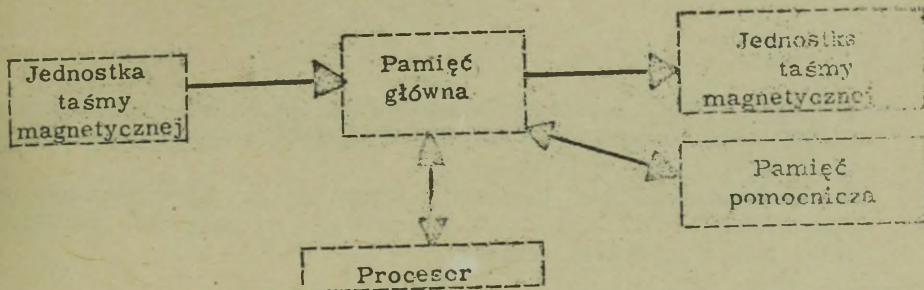 Jednostka
taśmy
magnetycznej
Pamięć
główna
Jednostka
taśmy
magnetycznej
Pamięć
pomocnicza
Procesor